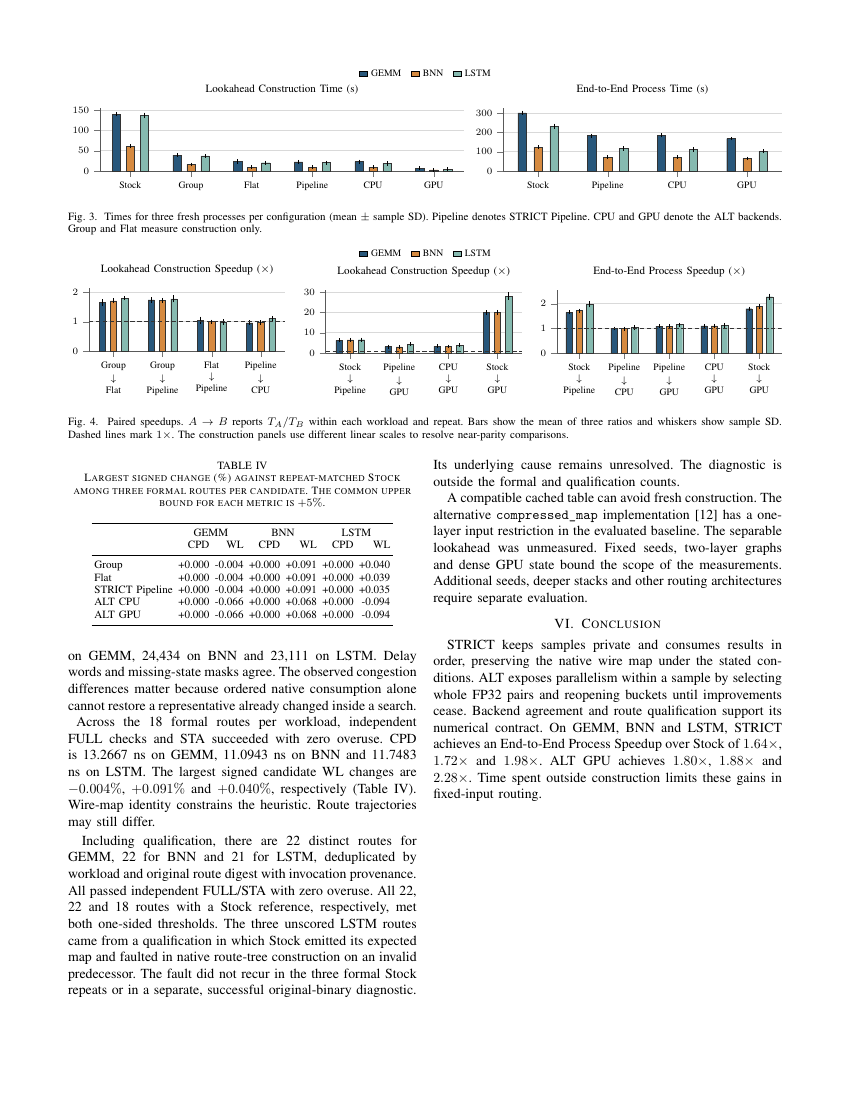 GEMM BNN LSTM
Lookahead Construction Time (s)
150
100
50
0
Stock Group Flat Pipeline CPU GPU
End-to-End Process Time (s)
300
200
100
0
Stock Pipeline CPU GPU
Fig. 3. Times for three fresh processes per configuration (mean ± sample SD). Pipeline denotes STRICT Pipeline. CPU and GPU denote the ALT backends.
Group and Flat measure construction only.
GEMM BNN LSTM
Lookahead Construction Speedup (×)
2
1
0
Group Group Flat Pipeline
↓ ↓ ↓ ↓
Flat Pipeline Pipeline CPU
Lookahead Construction Speedup (×)
30
20
10
0
Stock Pipeline CPU Stock
↓ ↓ ↓ ↓
Pipeline GPU GPU GPU
End-to-End Process Speedup (×)
2
1
0
Stock Pipeline Pipeline CPU Stock
↓ ↓ ↓ ↓ ↓
Pipeline CPU GPU GPU GPU
Fig. 4. Paired speedups. A → B reports T_A/T_B within each workload and repeat. Bars show the mean of three ratios and whiskers show sample SD.
Dashed lines mark 1×. The construction panels use different linear scales to resolve near-parity comparisons.
TABLE IV
LARGEST SIGNED CHANGE (%) AGAINST REPEAT-MATCHED STOCK
AMONG THREE FORMAL ROUTES PER CANDIDATE. THE COMMON UPPER
BOUND FOR EACH METRIC IS +5%.
GEMM BNN LSTM
CPD WL CPD WL CPD WL
Group +0.000 -0.004 +0.000 +0.091 +0.000 +0.040
Flat +0.000 -0.004 +0.000 +0.091 +0.000 +0.039
STRICT Pipeline +0.000 -0.004 +0.000 +0.091 +0.000 +0.035
ALT CPU +0.000 -0.066 +0.000 +0.068 +0.000 -0.094
ALT GPU +0.000 -0.066 +0.000 +0.068 +0.000 -0.094
on GEMM, 24,434 on BNN and 23,111 on LSTM. Delay
words and missing-state masks agree. The observed congestion
differences matter because ordered native consumption alone
cannot restore a representative already changed inside a search.
Across the 18 formal routes per workload, independent
FULL checks and STA succeeded with zero overuse. CPD
is 13.2667 ns on GEMM, 11.0943 ns on BNN and 11.7483
ns on LSTM. The largest signed candidate WL changes are
−0.004%, +0.091% and +0.040%, respectively (Table IV).
Wire-map identity constrains the heuristic. Route trajectories
may still differ.
Including qualification, there are 22 distinct routes for
GEMM, 22 for BNN and 21 for LSTM, deduplicated by
workload and original route digest with invocation provenance.
All passed independent FULL/STA with zero overuse. All 22,
22 and 18 routes with a Stock reference, respectively, met
both one-sided thresholds. The three unscored LSTM routes
came from a qualification in which Stock emitted its expected
map and faulted in native route-tree construction on an invalid
predecessor. The fault did not recur in the three formal Stock
repeats or in a separate, successful original-binary diagnostic.
Its underlying cause remains unresolved. The diagnostic is
outside the formal and qualification counts.
A compatible cached table can avoid fresh construction. The
alternative compressed_map implementation [12] has a one-
layer input restriction in the evaluated baseline. The separable
lookahead was unmeasured. Fixed seeds, two-layer graphs
and dense GPU state bound the scope of the measurements.
Additional seeds, deeper stacks and other routing architectures
require separate evaluation.
VI. CONCLUSION
STRICT keeps samples private and consumes results in
order, preserving the native wire map under the stated con-
ditions. ALT exposes parallelism within a sample by selecting
whole FP32 pairs and reopening buckets until improvements
cease. Backend agreement and route qualification support its
numerical contract. On GEMM, BNN and LSTM, STRICT
achieves an End-to-End Process Speedup over Stock of 1.64×,
1.72× and 1.98×. ALT GPU achieves 1.80×, 1.88× and
2.28×. Time spent outside construction limits these gains in
fixed-input routing.